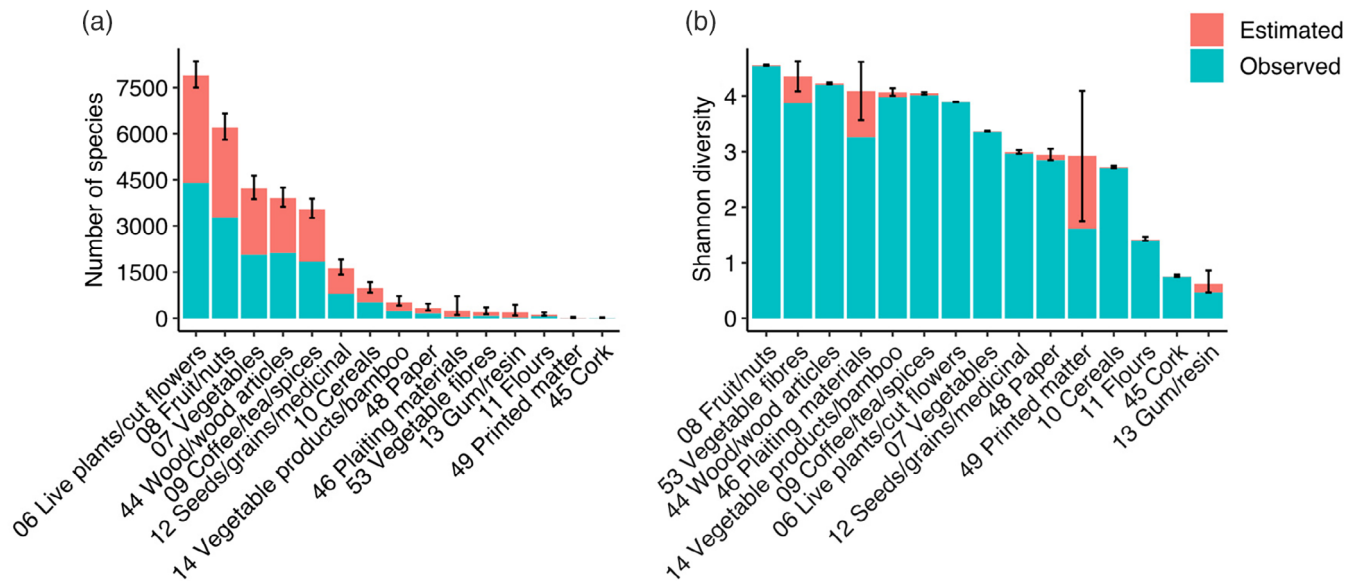 (a)
Number of species
7500
6000
4500
3000
1500
0
06 Live plants/cut flowers
08 Fruit/nuts
07 Vegetables
44 Wood/wood articles
09 Coffee/tea/spices
12 Seeds/grains/medicinal
10 Cereals
14 Vegetable products/bamboo
48 Paper
46 Plaiting materials
53 Vegetable fibres
13 Gum/resin
11 Flours
49 Printed matter
45 Cork
(b)
Shannon diversity
4
3
2
1
0
08 Fruit/nuts
53 Vegetable fibres
44 Wood/wood articles
46 Plaiting materials
14 Vegetable products/bamboo
09 Coffee/tea/spices
06 Live plants/cut flowers
07 Vegetables
12 Seeds/grains/medicinal
48 Paper
49 Printed matter
10 Cereals
11 Flours
45 Cork
13 Gum/resin
Estimated
Observed